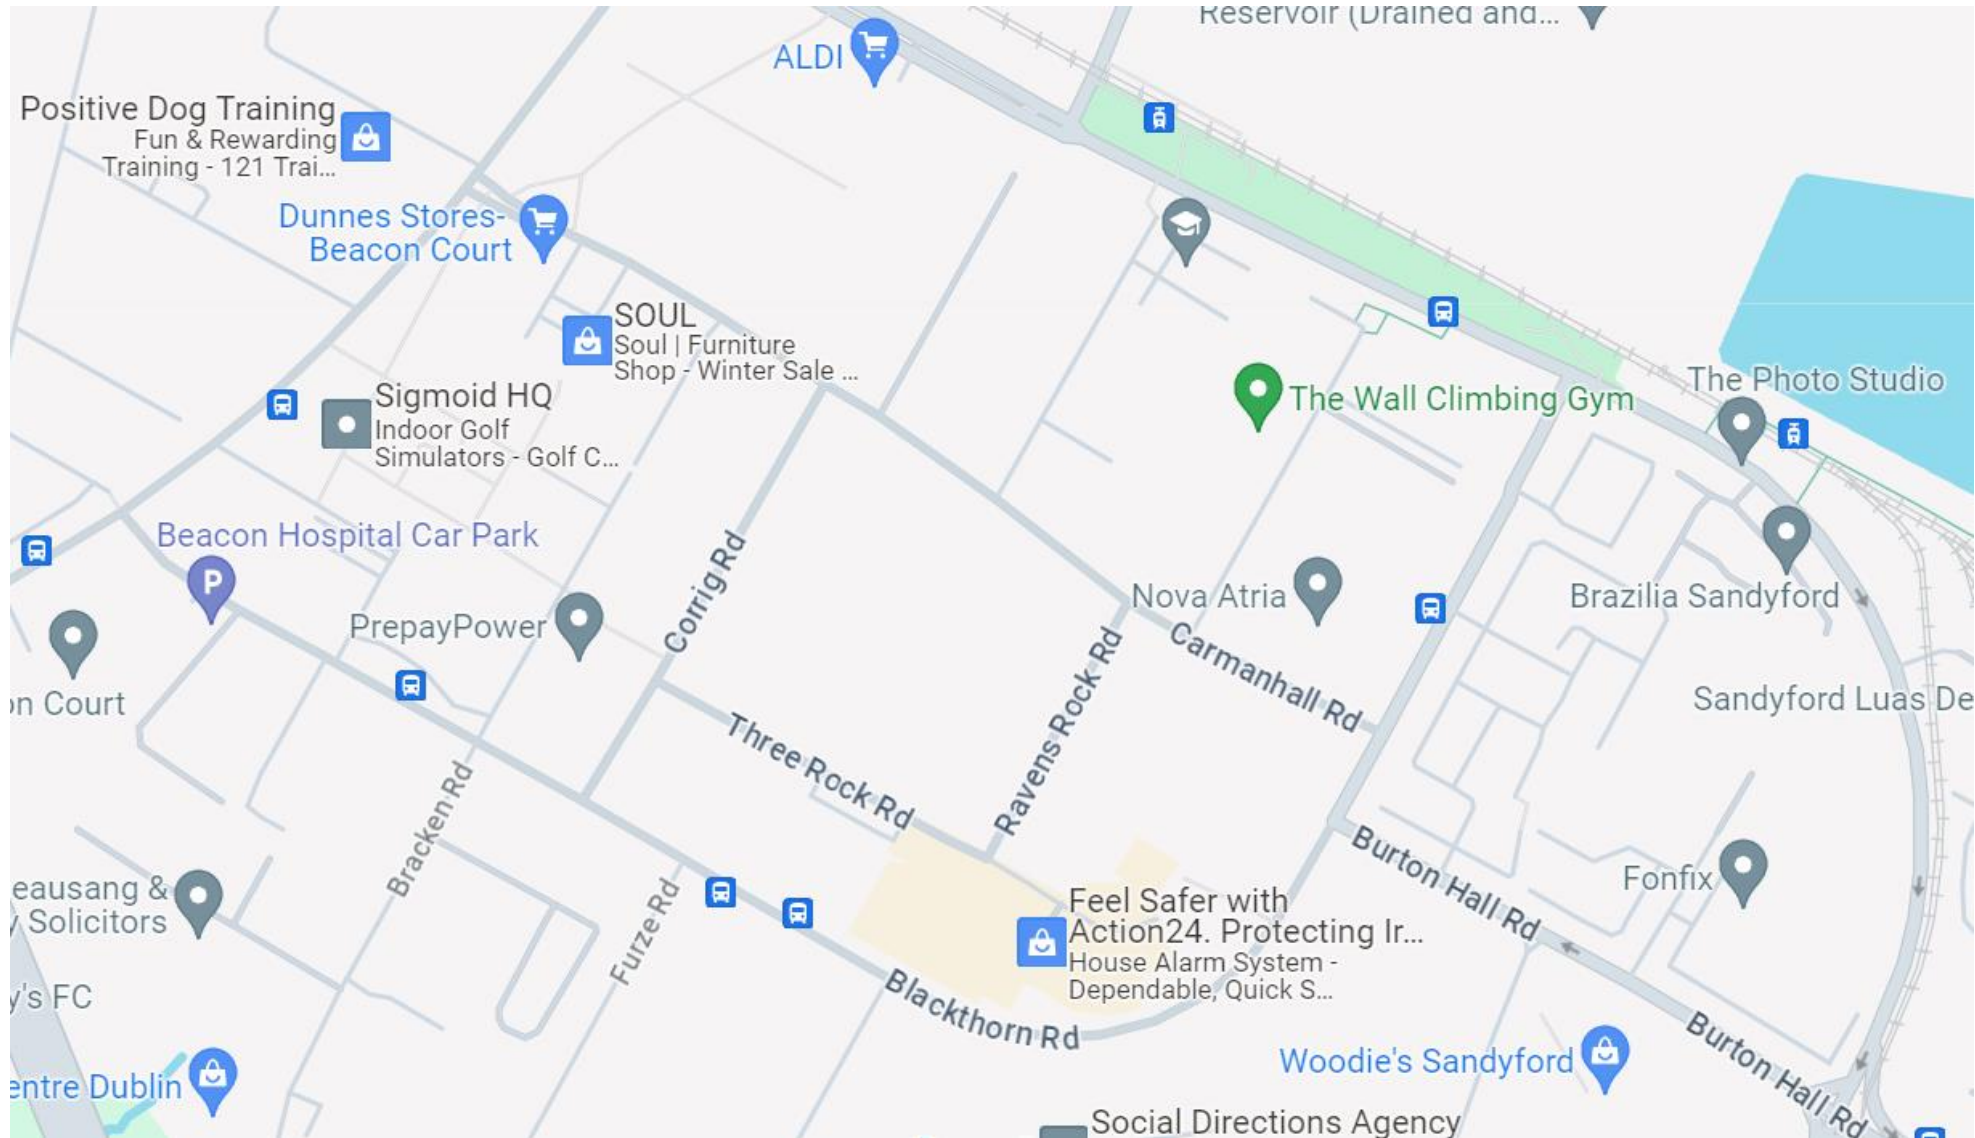 Reservoir (Drained and...
ALDI
Positive Dog Training
Fun & Rewarding
Training - 121 Trai...
Dunnes Stores-
Beacon Court
SOUL
Soul | Furniture
Shop - Winter Sale ...
Sigmoid HQ
Indoor Golf
Simulators - Golf C...
The Wall Climbing Gym
The Photo Studio
Beacon Hospital Car Park
P
PrepayPower
Corrig Rd
Nova Atria
Brazilia Sandyford
Carmanhall Rd
Ravens Rock Rd
on Court
Three Rock Rd
Sandyford Luas De
Bracken Rd
Furze Rd
Burton Hall Rd
Fonfix
eausang &
y Solicitors
Feel Safer with
Action24. Protecting Ir...
House Alarm System -
Dependable, Quick S...
y's FC
Blackthorn Rd
Burton Hall Rd
Woodie's Sandyford
entre Dublin
Social Directions Agency